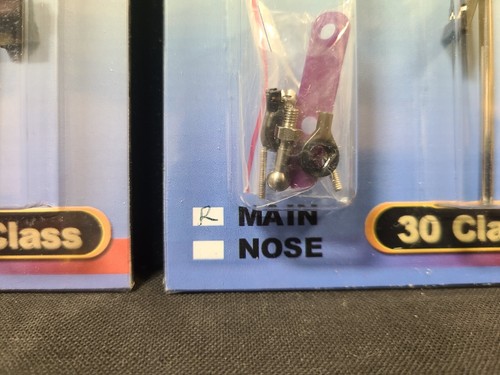 Class
R MAIN
30 Cla
NOSE